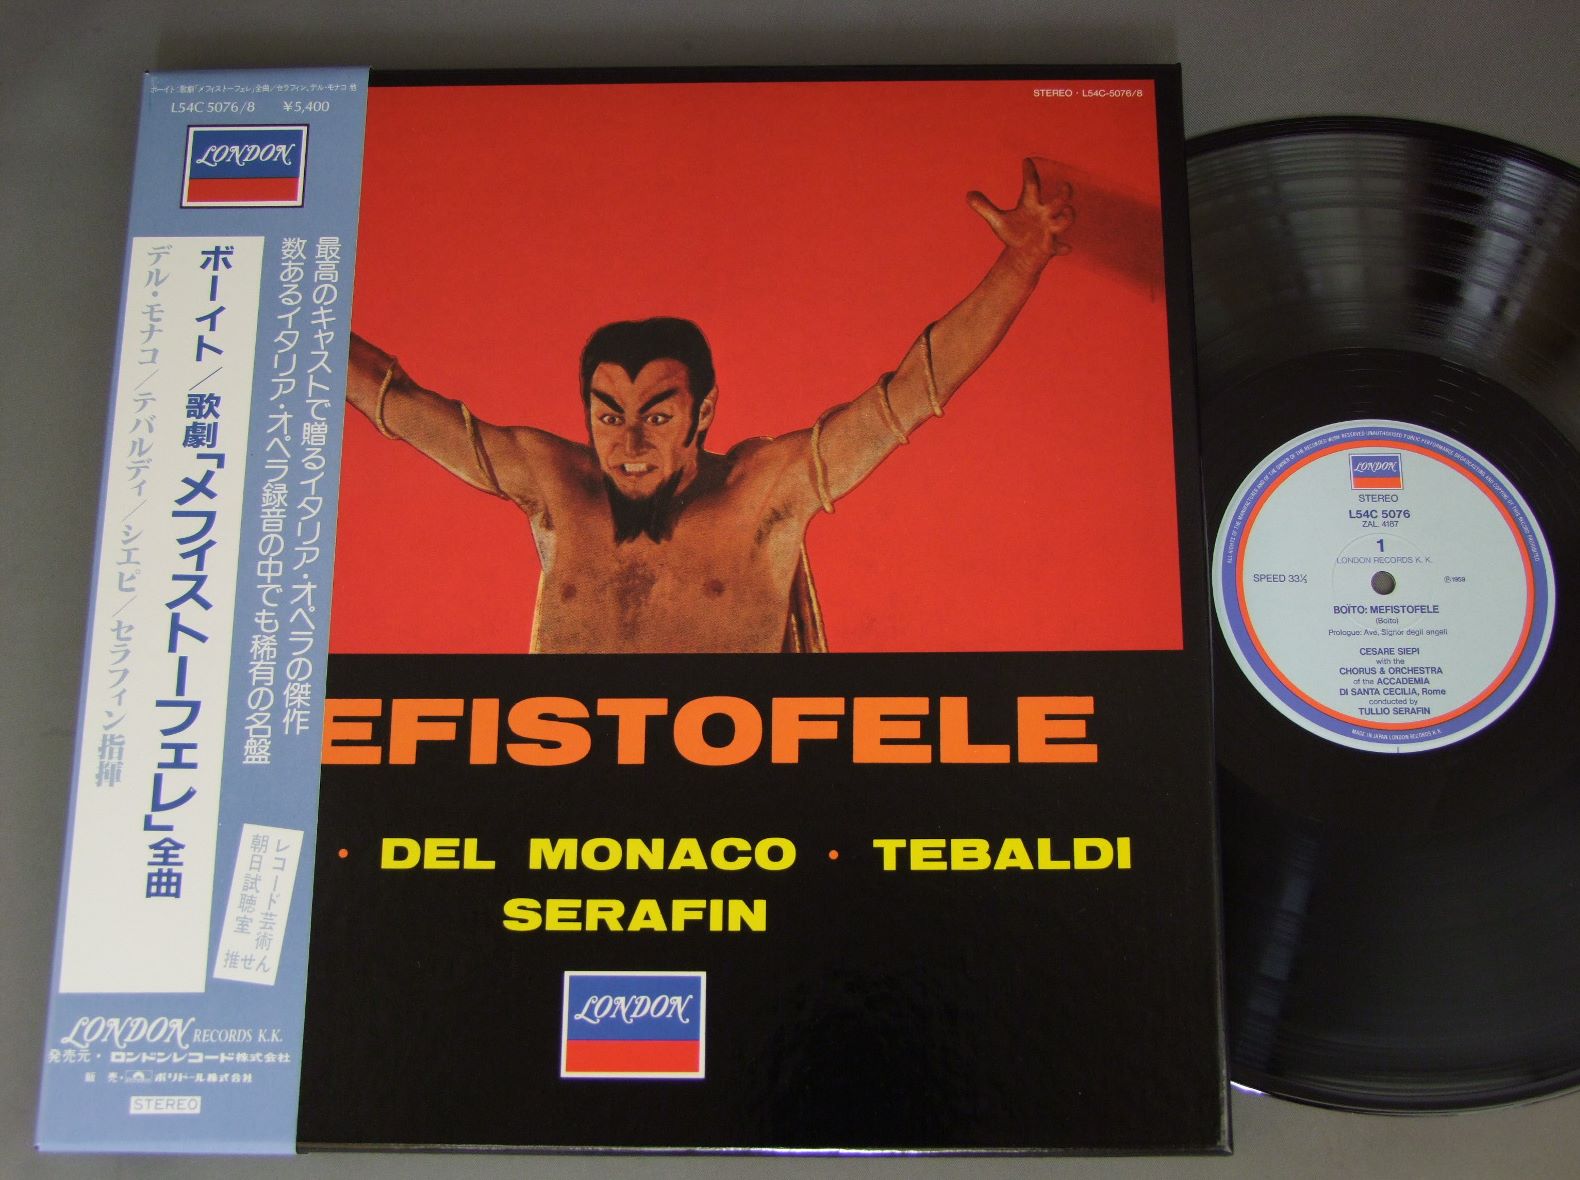 ボーイト:歌劇「メフィストーフェレ」全曲/セラフィン、デル・モナコ 他
L54C 5076/8 ¥5,400
LONDON
最高のキャストで贈るイタリア・オペラの傑作
数あるイタリア・オペラ録音の中でも稀有の名盤
ボーイト/歌劇「メフィストーフェレ」全曲
デル・モナコ/テバルディ/シエピ/セラフィン指揮
レコード芸術
朝日試聴室 推せん
LONDON RECORDS K.K.
発売元・ロンドンレコード株式会社
販売・ポリドール株式会社
STEREO
STEREO・L54C-5076/8
EFISTOFELE
・ DEL MONACO ・ TEBALDI
SERAFIN
LONDON
LONDON
STEREO
L54C 5076
ZAL. 4187
1
LONDON RECORDS K.K.
SPEED 33⅓
℗1959
BOÏTO: MEFISTOFELE
(Boito)
Prologue: Ave, Signor degli angeli
CESARE SIEPI
with the
CHORUS & ORCHESTRA
of the ACCADEMIA
DI SANTA CECILIA, Rome
conducted by
TULLIO SERAFIN
MADE IN JAPAN LONDON RECORDS K.K.